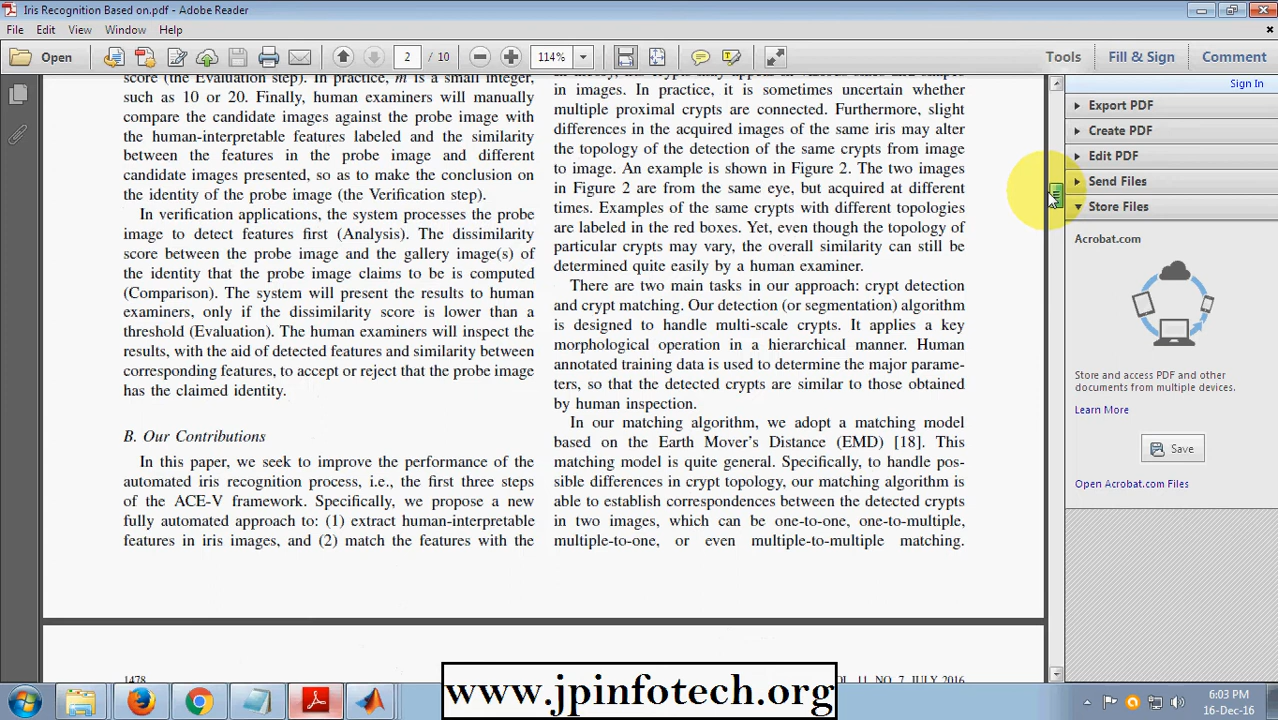 Iris Recognition Based on.pdf - Adobe Reader
File Edit View Window Help
Open 2 / 10 114% Tools Fill & Sign Comment
Sign In
Export PDF
Create PDF
Edit PDF
Send Files
Store Files
Acrobat.com
Store and access PDF and other
documents from multiple devices.
Learn More
Save
Open Acrobat.com Files
score (the Evaluation step). In practice, m is a small integer,
such as 10 or 20. Finally, human examiners will manually
compare the candidate images against the probe image with
the human-interpretable features labeled and the similarity
between the features in the probe image and different
candidate images presented, so as to make the conclusion on
the identity of the probe image (the Verification step).
In verification applications, the system processes the probe
image to detect features first (Analysis). The dissimilarity
score between the probe image and the gallery image(s) of
the identity that the probe image claims to be is computed
(Comparison). The system will present the results to human
examiners, only if the dissimilarity score is lower than a
threshold (Evaluation). The human examiners will inspect the
results, with the aid of detected features and similarity between
corresponding features, to accept or reject that the probe image
has the claimed identity.
B. Our Contributions
In this paper, we seek to improve the performance of the
automated iris recognition process, i.e., the first three steps
of the ACE-V framework. Specifically, we propose a new
fully automated approach to: (1) extract human-interpretable
features in iris images, and (2) match the features with the
in images. In practice, it is sometimes uncertain whether
multiple proximal crypts are connected. Furthermore, slight
differences in the acquired images of the same iris may alter
the topology of the detection of the same crypts from image
to image. An example is shown in Figure 2. The two images
in Figure 2 are from the same eye, but acquired at different
times. Examples of the same crypts with different topologies
are labeled in the red boxes. Yet, even though the topology of
particular crypts may vary, the overall similarity can still be
determined quite easily by a human examiner.
There are two main tasks in our approach: crypt detection
and crypt matching. Our detection (or segmentation) algorithm
is designed to handle multi-scale crypts. It applies a key
morphological operation in a hierarchical manner. Human
annotated training data is used to determine the major parame-
ters, so that the detected crypts are similar to those obtained
by human inspection.
In our matching algorithm, we adopt a matching model
based on the Earth Mover's Distance (EMD) [18]. This
matching model is quite general. Specifically, to handle pos-
sible differences in crypt topology, our matching algorithm is
able to establish correspondences between the detected crypts
in two images, which can be one-to-one, one-to-multiple,
multiple-to-one, or even multiple-to-multiple matching.
1478
VOL. 11, NO. 7, JULY 2016
www.jpinfotech.org
6:03 PM
16-Dec-16